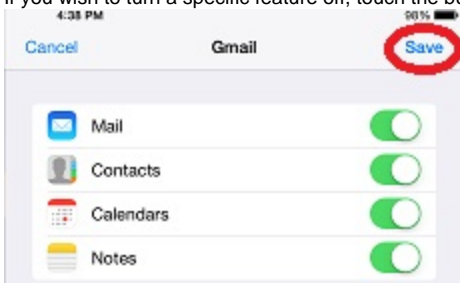 If you wish to turn a specific feature off, touch the bu
4:38 PM 98%
Cancel Gmail Save
Mail
Contacts
Calendars
Notes